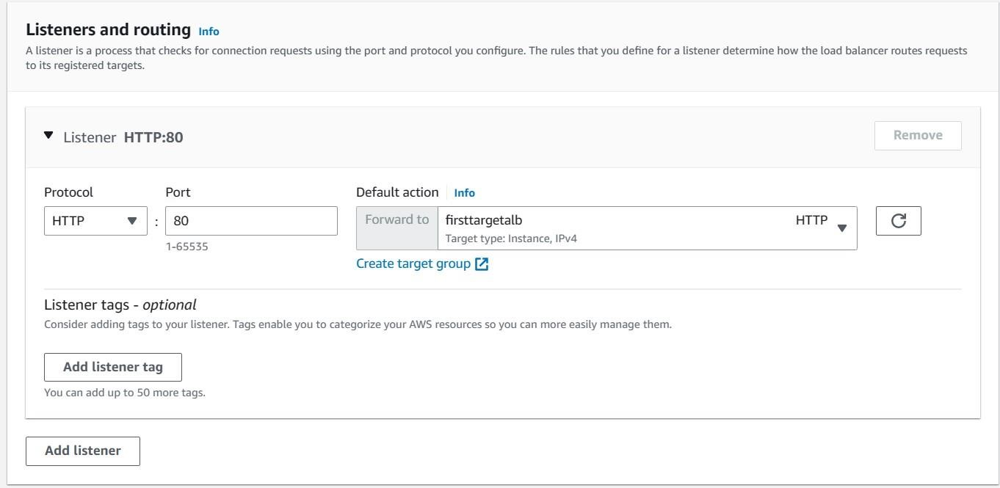 Listeners and routing Info
A listener is a process that checks for connection requests using the port and protocol you configure. The rules that you define for a listener determine how the load balancer routes requests
to its registered targets.
Listener HTTP:80
Remove
Protocol
Port
Default action
Info
HTTP
:
80
Forward to
firsttargetalb
HTTP
Target type: Instance, IPv4
1-65535
Create target group
Listener tags - optional
Consider adding tags to your listener. Tags enable you to categorize your AWS resources so you can more easily manage them.
Add listener tag
You can add up to 50 more tags.
Add listener